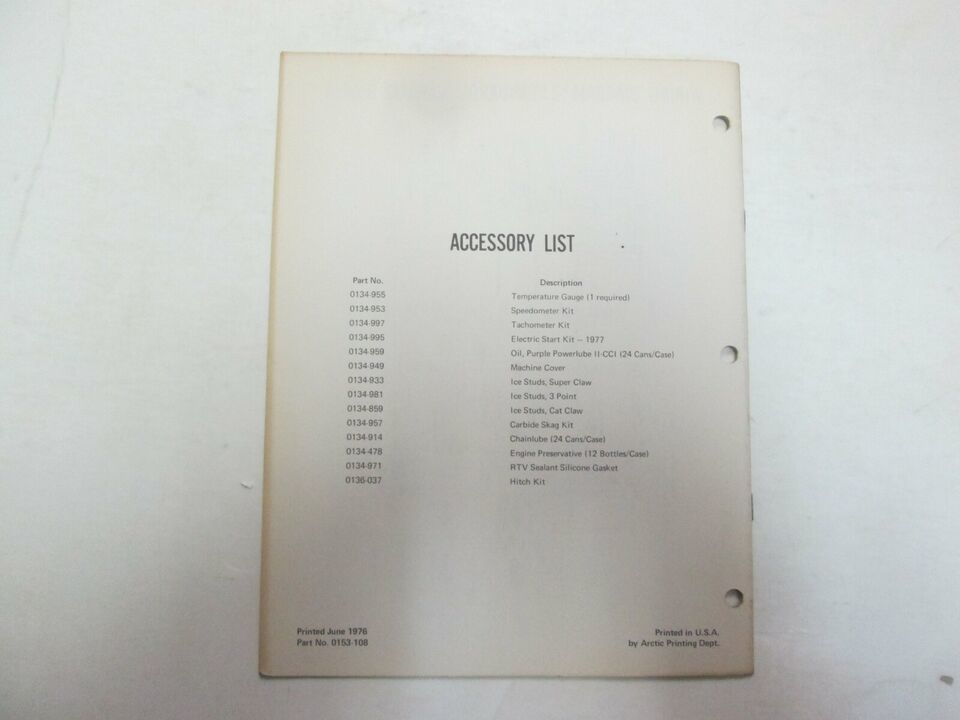 ACCESSORY LIST
Part No. Description
0134-955 Temperature Gauge (1 required)
0134-953 Speedometer Kit
0134-997 Tachometer Kit
0134-995 Electric Start Kit -- 1977
0134-959 Oil, Purple Powerlube II-CCI (24 Cans/Case)
0134-949 Machine Cover
0134-933 Ice Studs, Super Claw
0134-981 Ice Studs, 3 Point
0134-859 Ice Studs, Cat Claw
0134-957 Carbide Skag Kit
0134-914 Chainlube (24 Cans/Case)
0134-478 Engine Preservative (12 Bottles/Case)
0134-971 RTV Sealant Silicone Gasket
0136-037 Hitch Kit
Printed June 1976 Printed in U.S.A.
Part No. 0153-108 by Arctic Printing Dept.